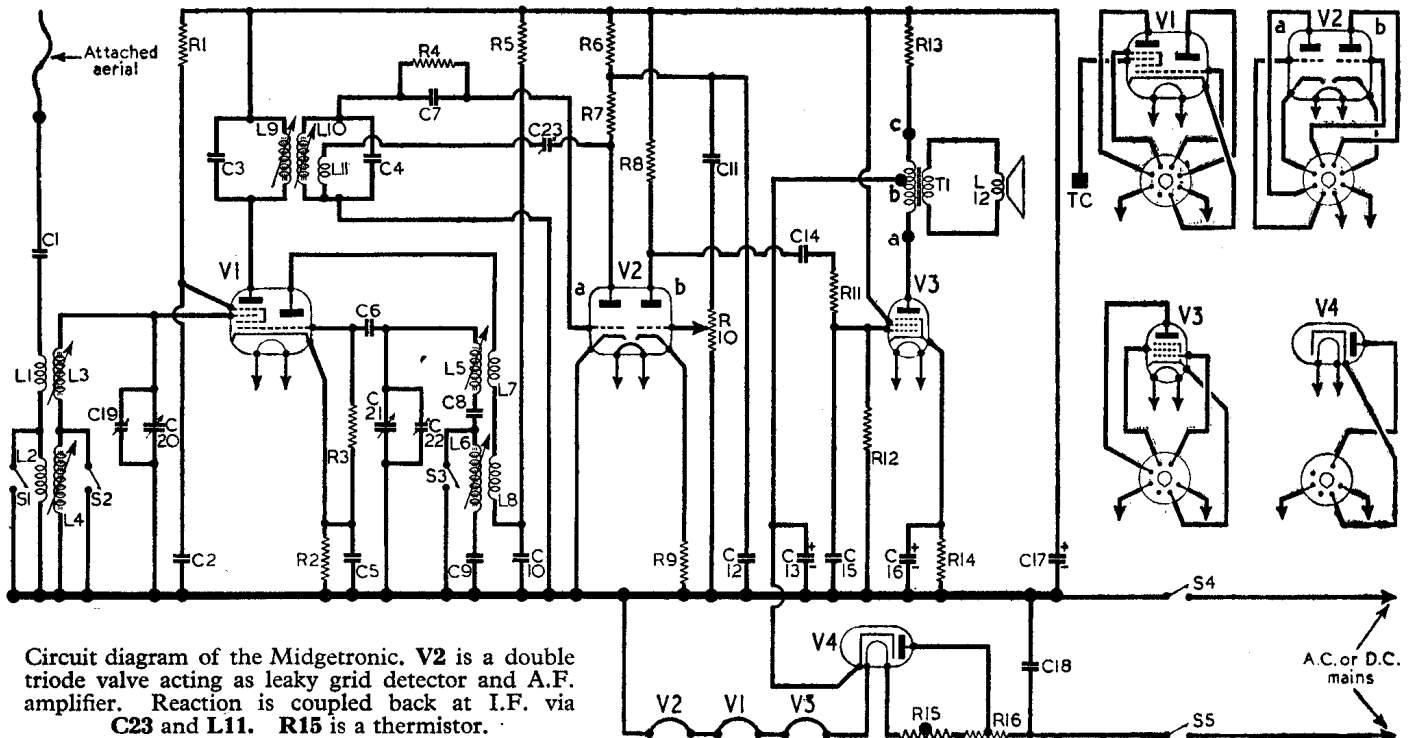 Attached
aerial
R1
R4
R5
R6
R13
C7
L9
L10
C23
R7
C3
L11
C4
R8
C11
c
T1
b
L
12
a
C1
V1
a
V2
b
C14
R11
V3
C6
R
10
L1
L3
L5
L7
C8
C19
C
20
C
21
C
22
L6
R3
R12
L2
S1
L4
S2
S3
L8
C2
R2
C5
C9
C
10
R9
C
12
C
13
+
-
C
15
C
16
+
-
R14
C17
+
-
S4
V4
C18
A.C. or D.C.
mains
V2
V1
V3
R15
R16
S5
V1
TC
a
V2
b
V3
V4
Circuit diagram of the Midgetronic. V2 is a double
triode valve acting as leaky grid detector and A.F.
amplifier. Reaction is coupled back at I.F. via
C23 and L11. R15 is a thermistor.